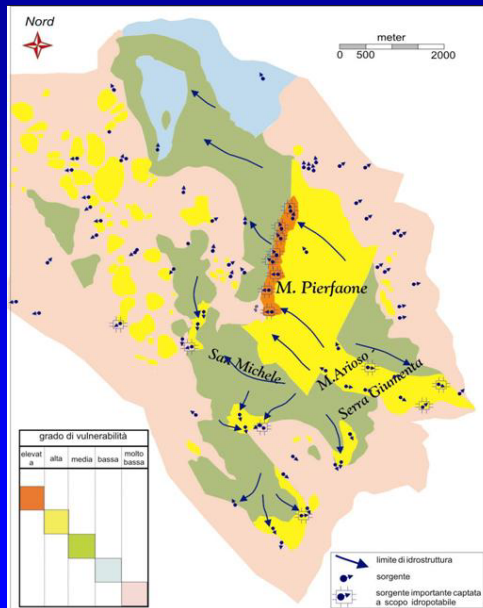 Nord
meter
0 500 2000
M. Pierfaone
San Michele
M.Arioso
Serra Giumenta
grado di vulnerabilità
elevat
a
alta
media
bassa
molto
bassa
limite di idrostruttura
sorgente
sorgente importante captata
a scopo idropotabile